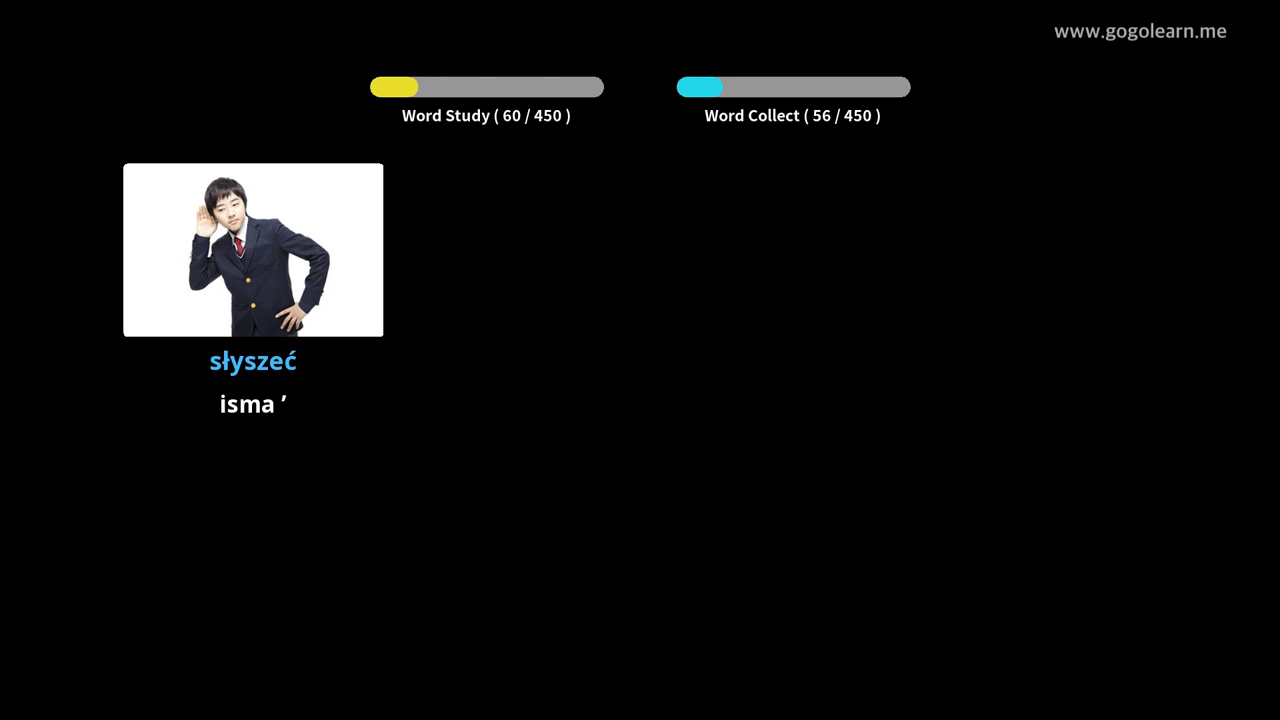 www.gogolearn.me
Word Study ( 60 / 450 )
Word Collect ( 56 / 450 )
słyszeć
isma ’